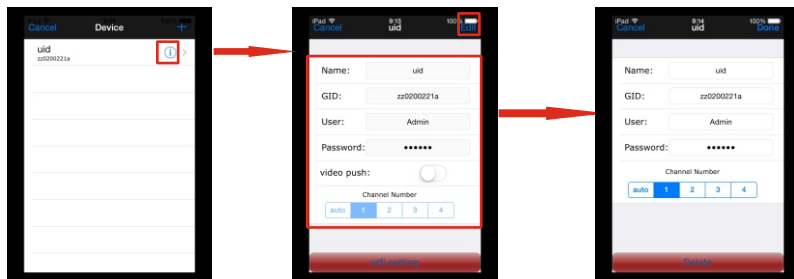 Cancel Device +
uid
zz0200221a
iPad 9:13 100%
Cancel uid Edit
Name: uid
GID: zz0200221a
User: Admin
Password: ••••••
video push:
Channel Number
auto 1 2 3 4
wifi setting
iPad 9:14 100%
Cancel uid Done
Name: uid
GID: zz0200221a
User: Admin
Password: ••••••
Channel Number
auto 1 2 3 4
Delete